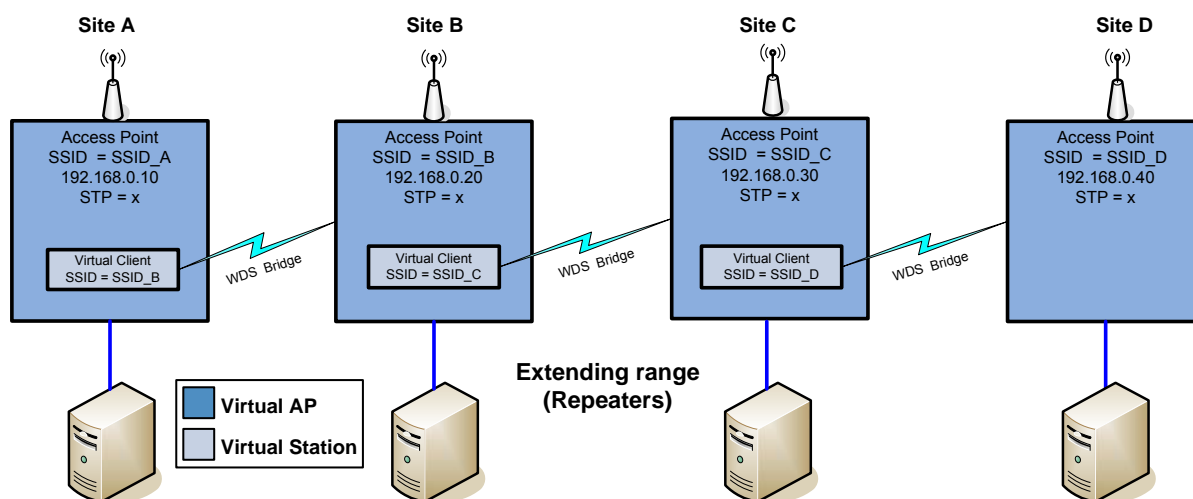 Site A
Site B
Site C
Site D
Access Point
SSID = SSID_A
192.168.0.10
STP = x
Virtual Client
SSID = SSID_B
WDS Bridge
Access Point
SSID = SSID_B
192.168.0.20
STP = x
Virtual Client
SSID = SSID_C
WDS Bridge
Access Point
SSID = SSID_C
192.168.0.30
STP = x
Virtual Client
SSID = SSID_D
WDS Bridge
Access Point
SSID = SSID_D
192.168.0.40
STP = x
Extending range
(Repeaters)
Virtual AP
Virtual Station